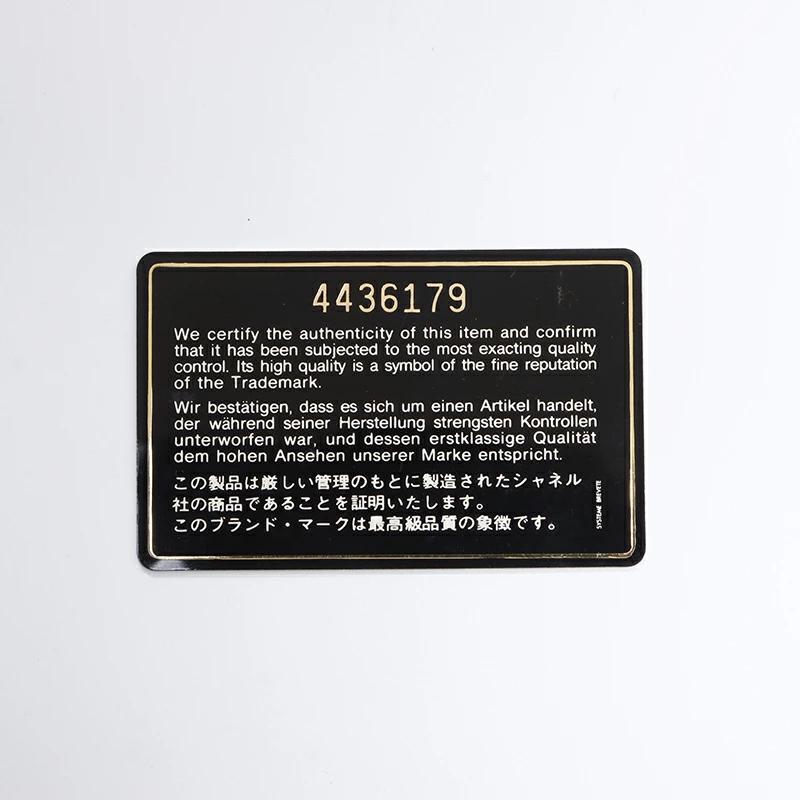 4436179
We certify the authenticity of this item and confirm
that it has been subjected to the most exacting quality
control. Its high quality is a symbol of the fine reputation
of the Trademark.
Wir bestätigen, dass es sich um einen Artikel handelt,
der während seiner Herstellung strengsten Kontrollen
unterworfen war, und dessen erstklassige Qualität
dem hohen Ansehen unserer Marke entspricht.
この製品は厳しい管理のもとに製造されたシャネル
社の商品であることを証明いたします。
このブランド・マークは最高級品質の象徴です。
SYSTEME BREVETE